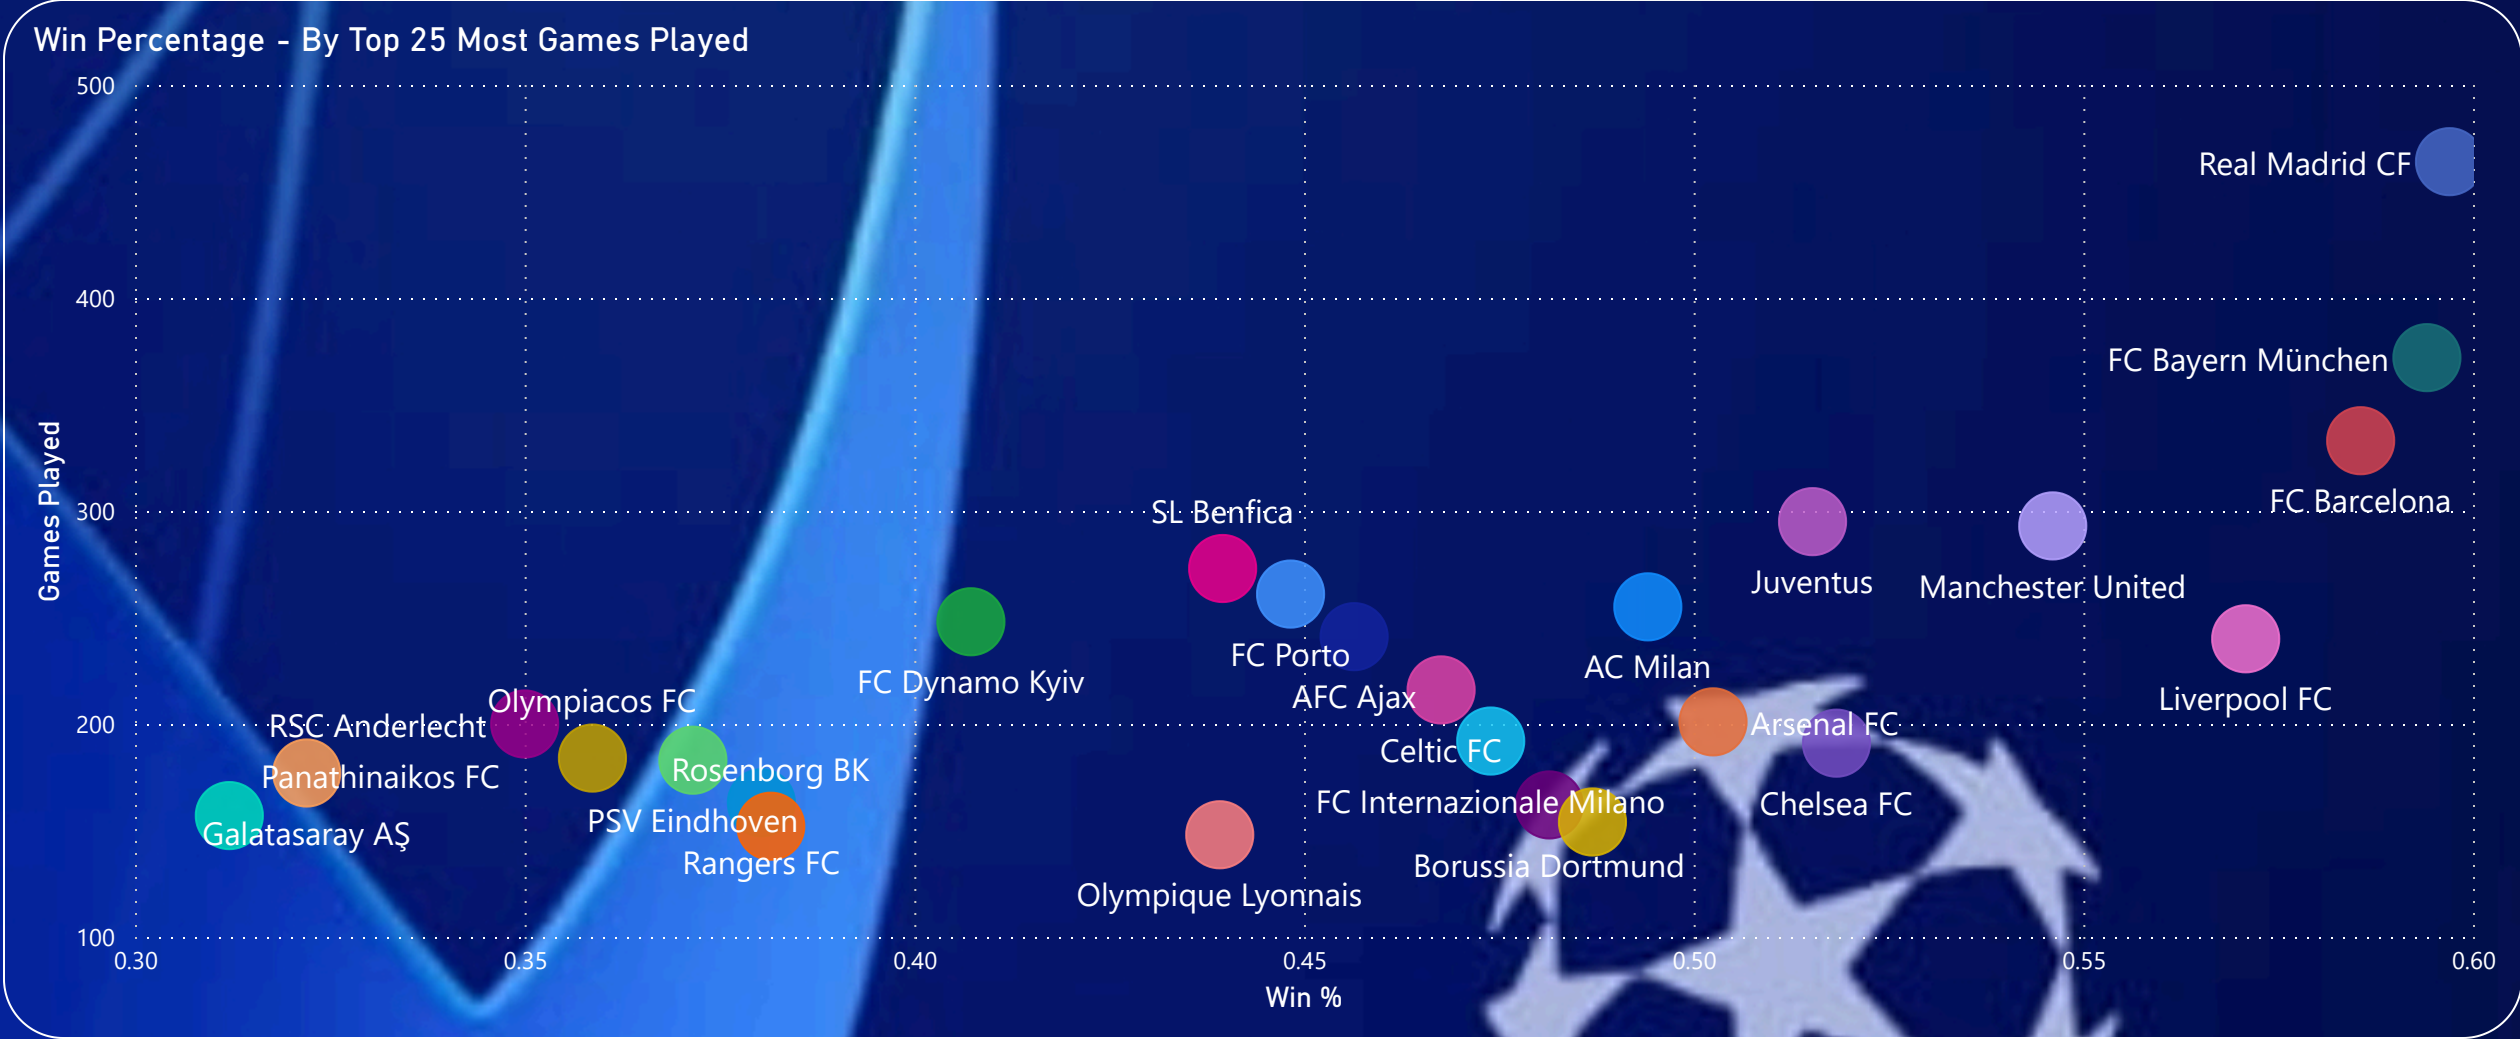 Win Percentage - By Top 25 Most Games Played
500
400
300
200
100
Games Played
Real Madrid CF
FC Bayern München
FC Barcelona
SL Benfica
Juventus
Manchester United
FC Porto
AC Milan
FC Dynamo Kyiv
AFC Ajax
Liverpool FC
Olympiacos FC
RSC Anderlecht
Arsenal FC
Celtic FC
Panathinaikos FC
Rosenborg BK
FC Internazionale Milano
Chelsea FC
PSV Eindhoven
Galatasaray AŞ
Rangers FC
Borussia Dortmund
Olympique Lyonnais
0.30 0.35 0.40 0.45 0.50 0.55 0.60
Win %